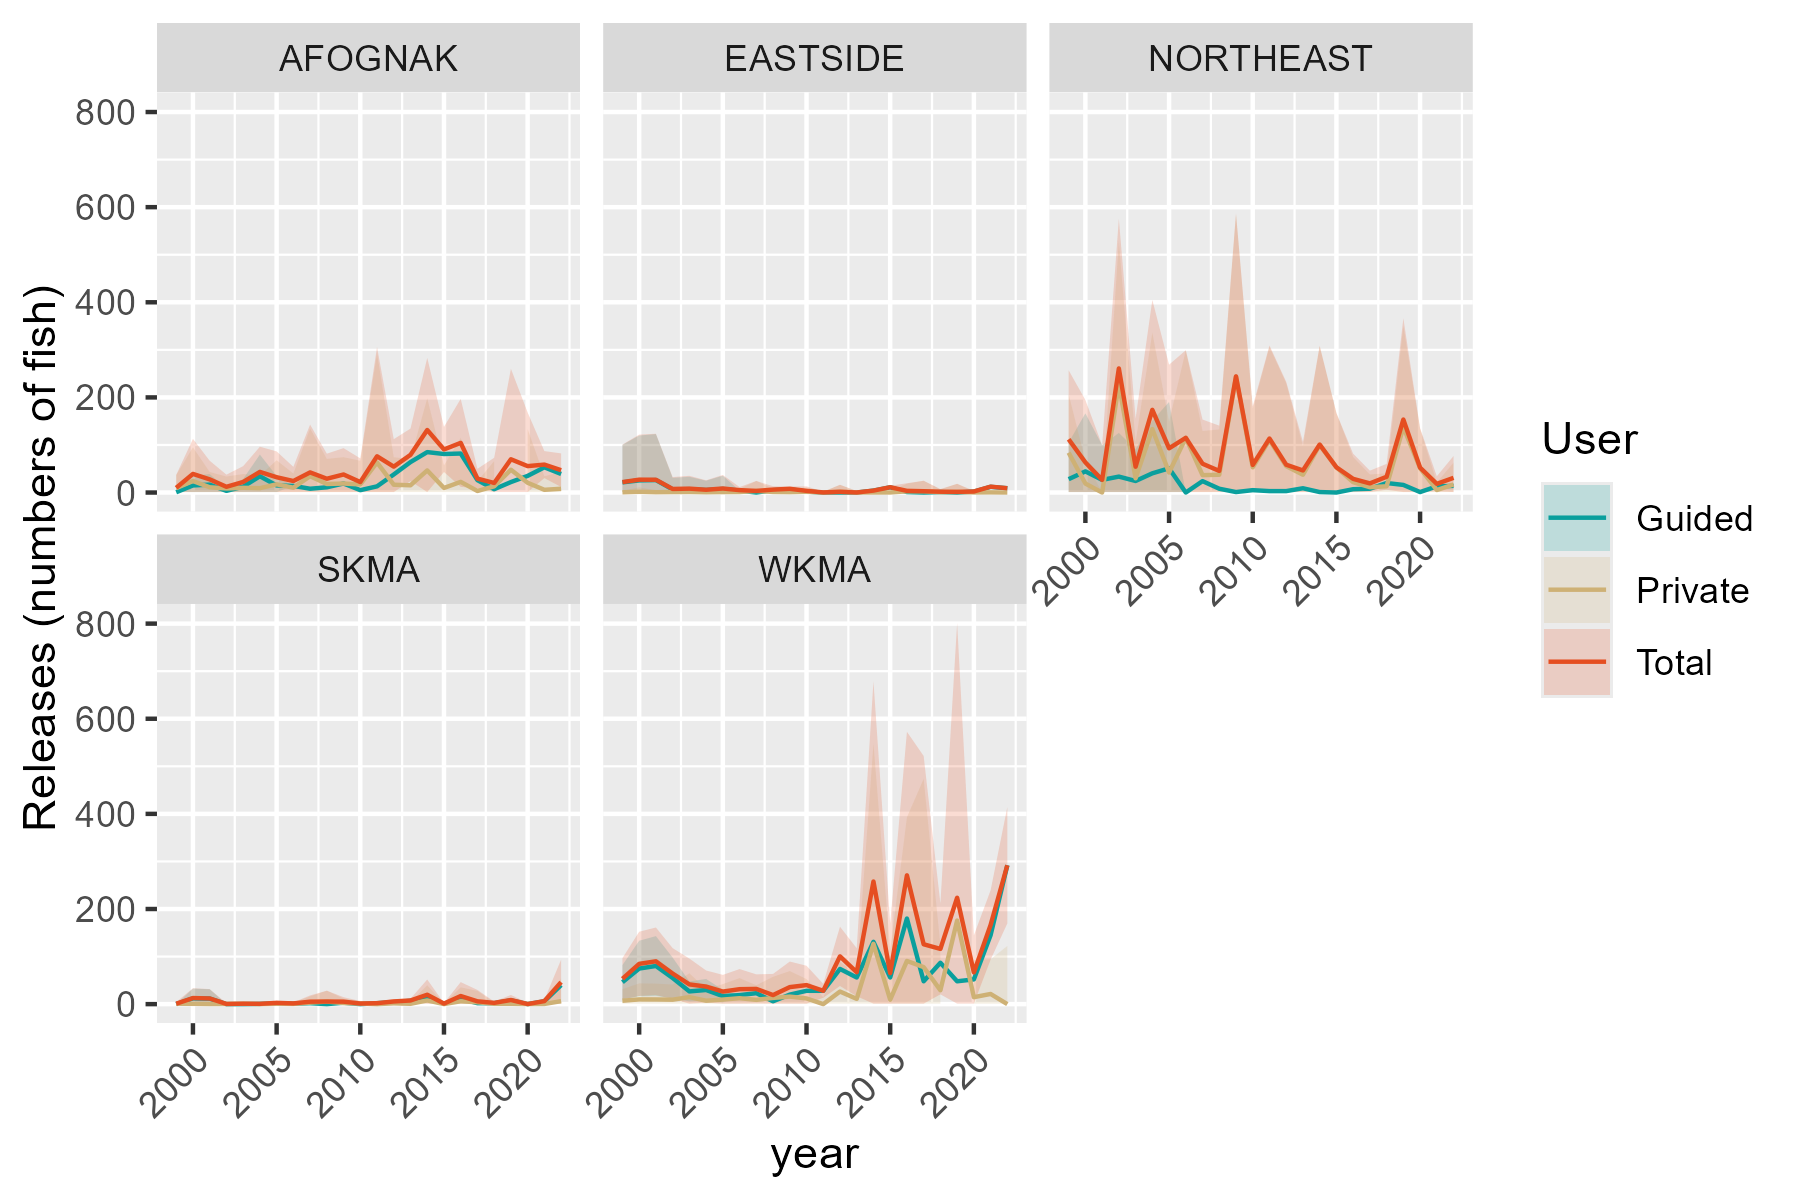 AFOGNAK EASTSIDE NORTHEAST
800
600
400
200
0
2000 2005 2010 2015 2020
SKMA WKMA
800
600
400
200
0
2000 2005 2010 2015 2020 2000 2005 2010 2015 2020
year
Releases (numbers of fish)
User
Guided
Private
Total